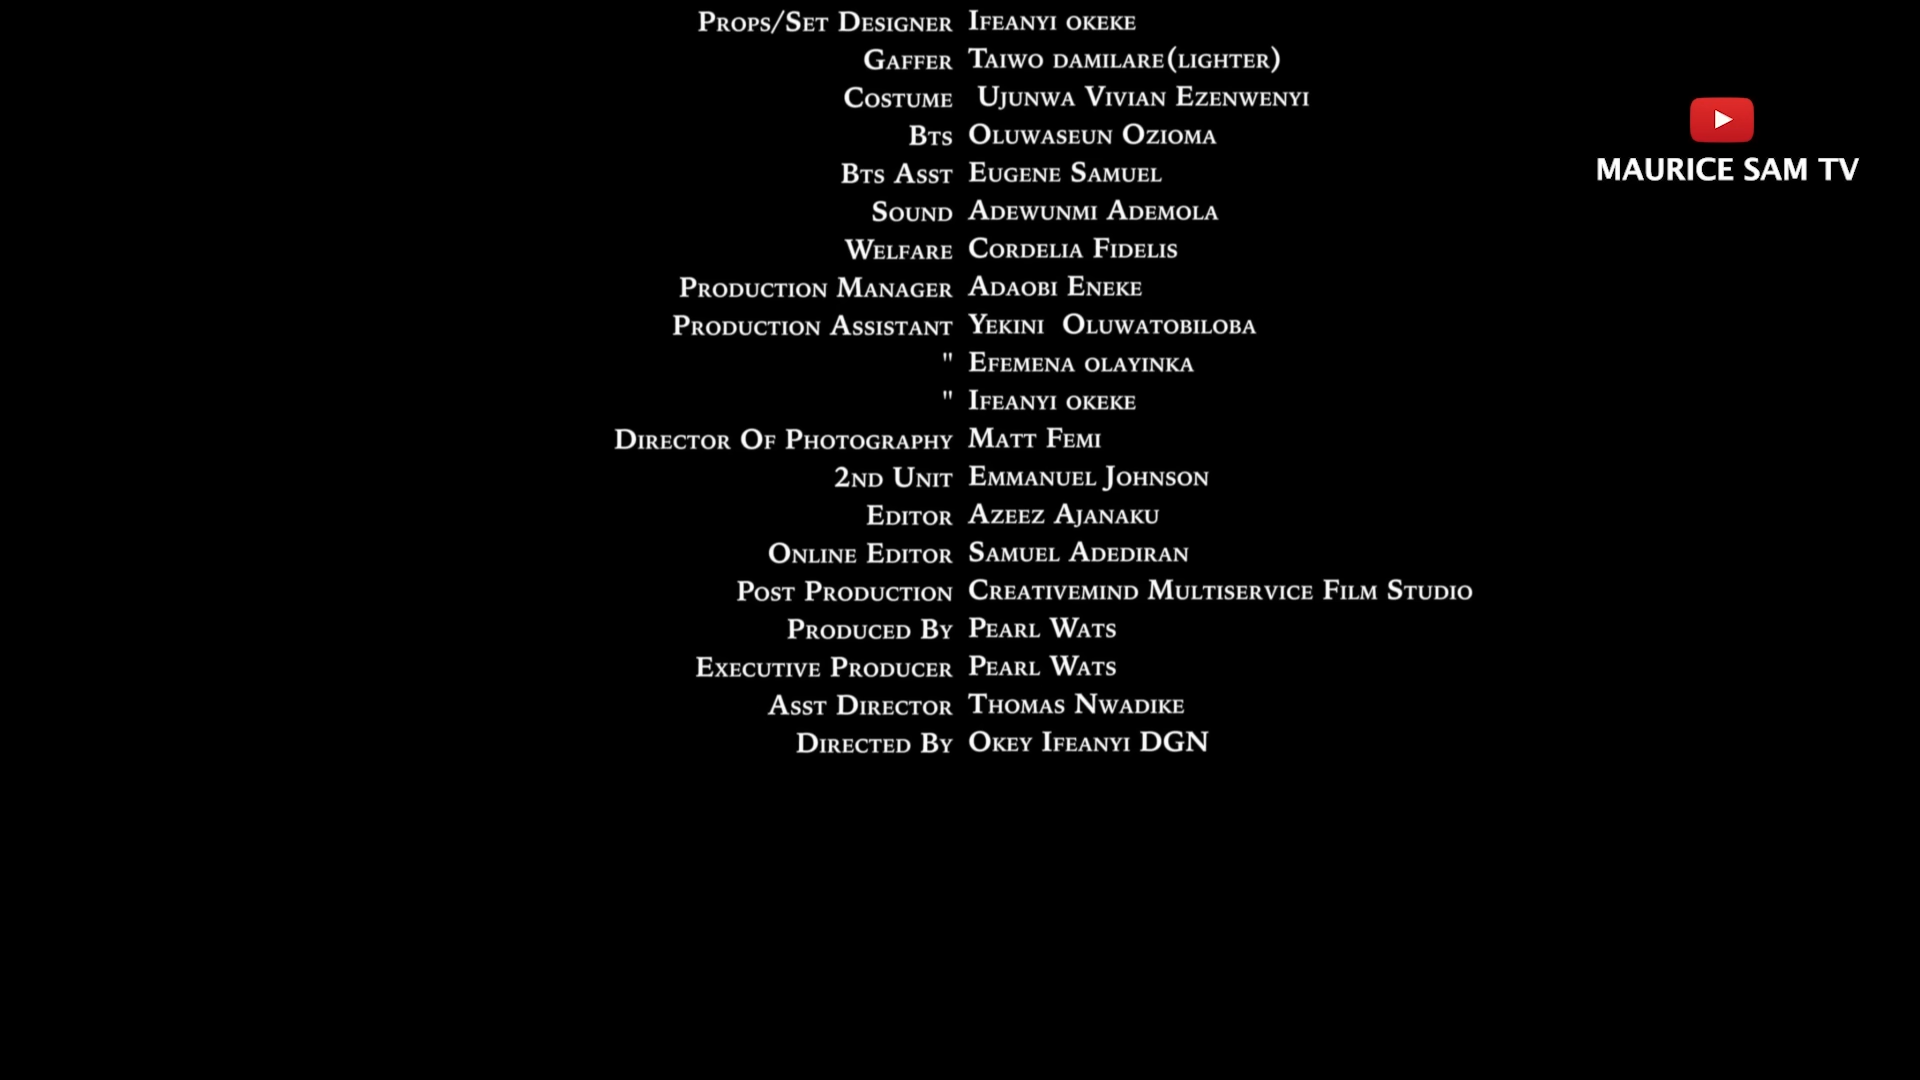 Props/Set Designer Ifeanyi okeke
Gaffer Taiwo damilare(lighter)
Costume Ujunwa Vivian Ezenwenyi
Bts Oluwaseun Ozioma
Bts Asst Eugene Samuel
Sound Adewunmi Ademola
Welfare Cordelia Fidelis
Production Manager Adaobi Eneke
Production Assistant Yekini Oluwatobiloba
" Efemena olayinka
" Ifeanyi okeke
Director Of Photography Matt Femi
2nd Unit Emmanuel Johnson
Editor Azeez Ajanaku
Online Editor Samuel Adediran
Post Production Creativemind Multiservice Film Studio
Produced By Pearl Wats
Executive Producer Pearl Wats
Asst Director Thomas Nwadike
Directed By Okey Ifeanyi DGN
MAURICE SAM TV